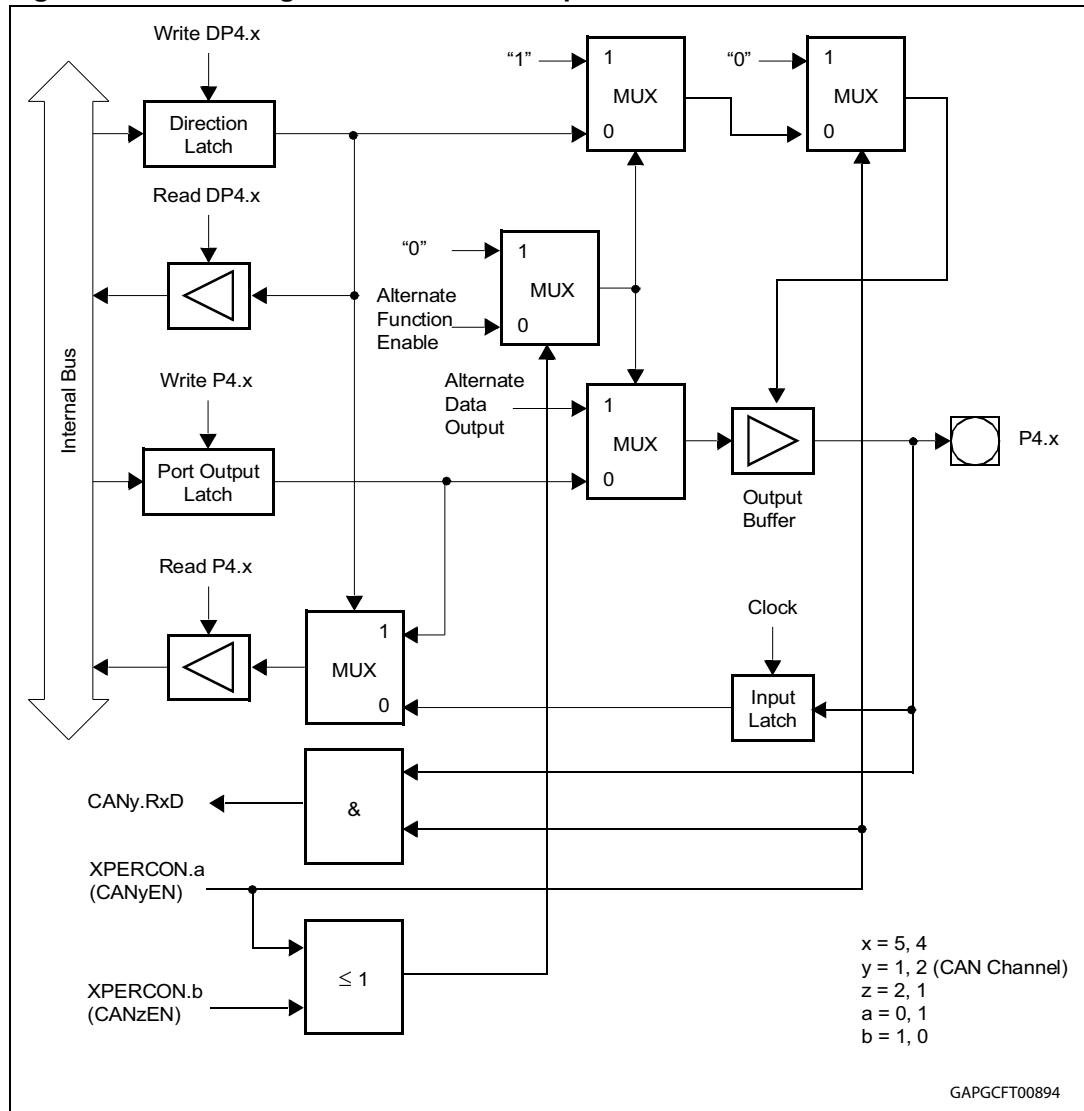 Write DP4.x
"1"
1
MUX
0
"0"
1
MUX
0
Direction
Latch
Read DP4.x
"0"
1
MUX
0
Alternate
Function
Enable
Internal Bus
Write P4.x
Alternate
Data
Output
1
MUX
0
P4.x
Port Output
Latch
Output
Buffer
Read P4.x
Clock
1
MUX
0
Input
Latch
CANy.RxD
&
XPERCON.a
(CANyEN)
≤ 1
XPERCON.b
(CANzEN)
x = 5, 4
y = 1, 2 (CAN Channel)
z = 2, 1
a = 0, 1
b = 1, 0
GAPGCFT00894